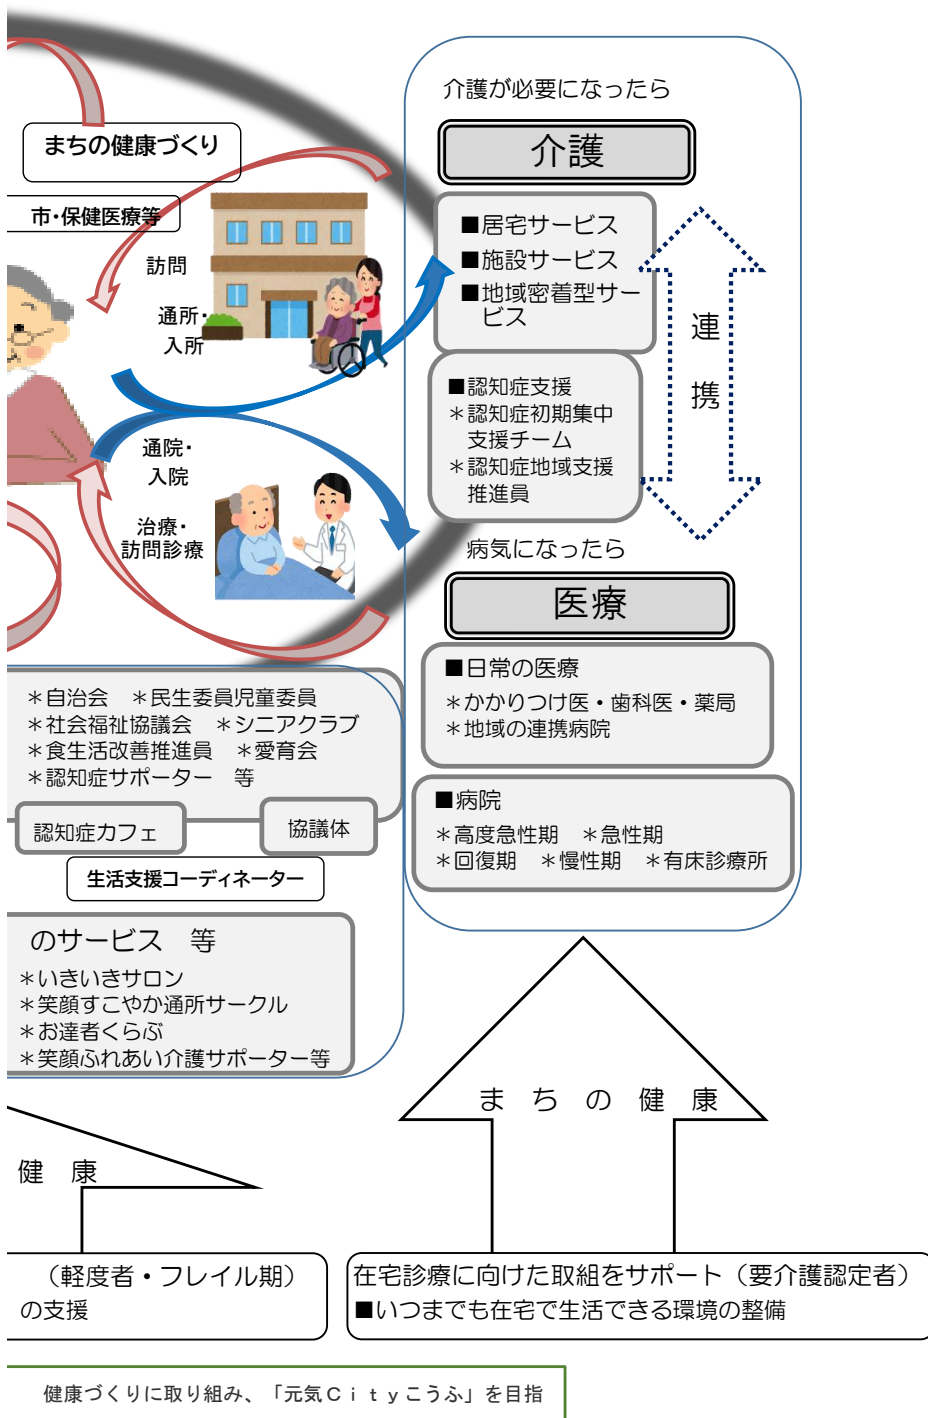 まちの健康づくり
市・保健医療等
訪問
通所・
入所
通院・
入院
治療・
訪問診療
介護が必要になったら
介護
■居宅サービス
■施設サービス
■地域密着型サー
ビス
■認知症支援
＊認知症初期集中
支援チーム
＊認知症地域支援
推進員
連
携
病気になったら
医療
■日常の医療
＊かかりつけ医・歯科医・薬局
＊地域の連携病院
■病院
＊高度急性期　＊急性期
＊回復期　＊慢性期　＊有床診療所
＊自治会　＊民生委員児童委員
＊社会福祉協議会　＊シニアクラブ
＊食生活改善推進員　＊愛育会
＊認知症サポーター　等
認知症カフェ
協議体
生活支援コーディネーター
のサービス　等
＊いきいきサロン
＊笑顔すこやか通所サークル
＊お達者くらぶ
＊笑顔ふれあい介護サポーター等
健　康
まちの健康
（軽度者・フレイル期）
の支援
在宅診療に向けた取組をサポート（要介護認定者）
■いつまでも在宅で生活できる環境の整備
健康づくりに取り組み、「元気Ｃｉｔｙこうふ」を目指